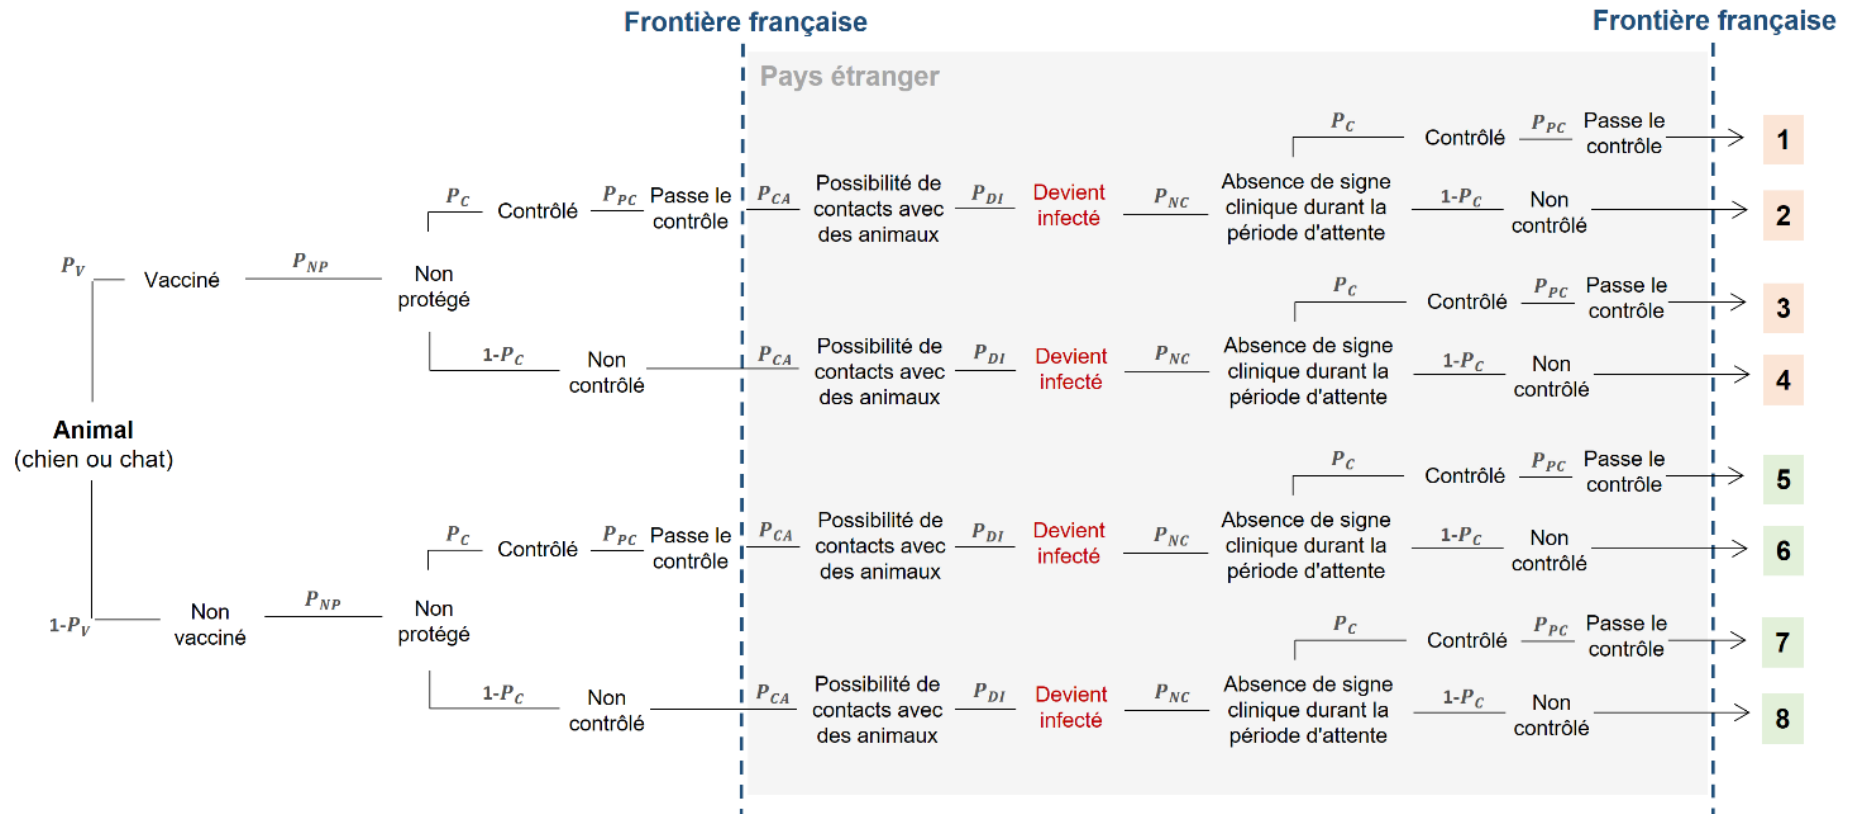 Frontière française
Frontière française
Pays étranger
P_C
Contrôlé
P_PC
Passe le
contrôle
1
P_C
Contrôlé
P_PC
Passe le
contrôle
P_CA
Possibilité de
contacts avec
des animaux
P_DI
Devient
infecté
P_NC
Absence de signe
clinique durant la
période d'attente
1-P_C
Non
contrôlé
2
P_V
Vacciné
P_NP
Non
protégé
P_C
Contrôlé
P_PC
Passe le
contrôle
3
1-P_C
Non
contrôlé
P_CA
Possibilité de
contacts avec
des animaux
P_DI
Devient
infecté
P_NC
Absence de signe
clinique durant la
période d'attente
1-P_C
Non
contrôlé
4
Animal
(chien ou chat)
P_C
Contrôlé
P_PC
Passe le
contrôle
5
P_C
Contrôlé
P_PC
Passe le
contrôle
P_CA
Possibilité de
contacts avec
des animaux
P_DI
Devient
infecté
P_NC
Absence de signe
clinique durant la
période d'attente
1-P_C
Non
contrôlé
6
1-P_V
Non
vacciné
P_NP
Non
protégé
P_C
Contrôlé
P_PC
Passe le
contrôle
7
1-P_C
Non
contrôlé
P_CA
Possibilité de
contacts avec
des animaux
P_DI
Devient
infecté
P_NC
Absence de signe
clinique durant la
période d'attente
1-P_C
Non
contrôlé
8